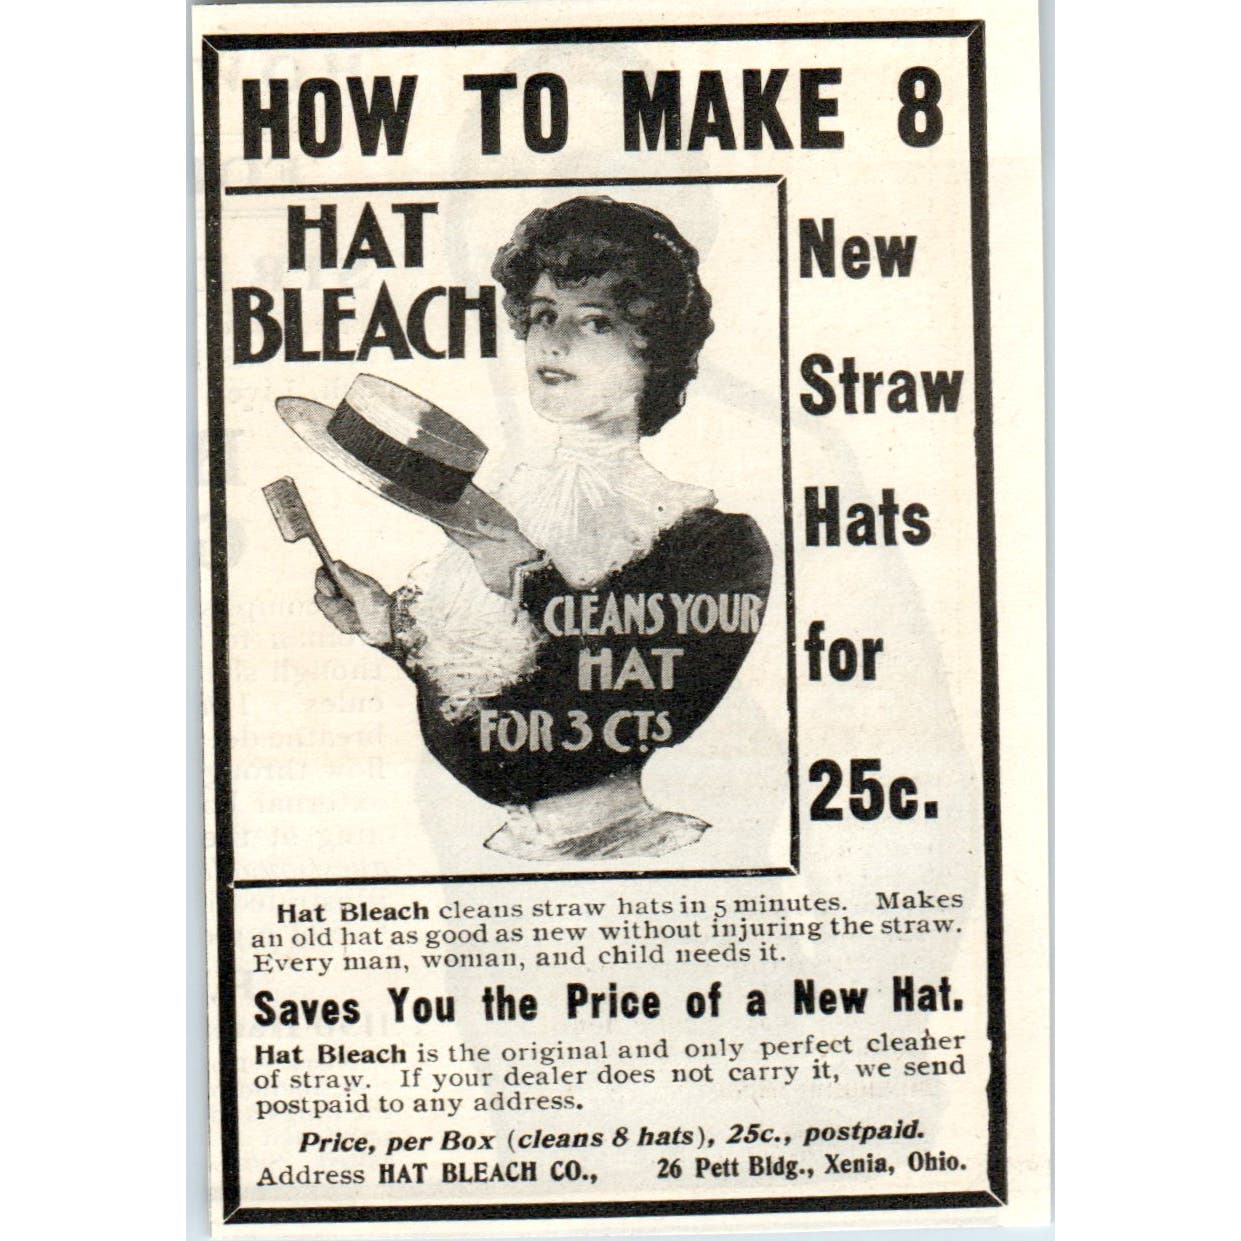 HOW TO MAKE 8
HAT
BLEACH
CLEANS YOUR
HAT
FOR 3 CTS
New
Straw
Hats
for
25c.
Hat Bleach cleans straw hats in 5 minutes. Makes
an old hat as good as new without injuring the straw.
Every man, woman, and child needs it.
Saves You the Price of a New Hat.
Hat Bleach is the original and only perfect cleaner
of straw. If your dealer does not carry it, we send
postpaid to any address.
Price, per Box (cleans 8 hats), 25c., postpaid.
Address HAT BLEACH CO., 26 Pett Bldg., Xenia, Ohio.